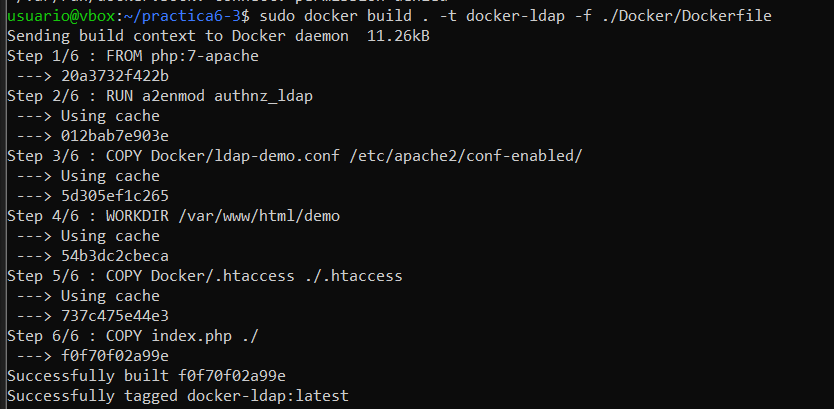 usuario@vbox:~/practica6-3$ sudo docker build . -t docker-ldap -f ./Docker/Dockerfile
Sending build context to Docker daemon  11.26kB
Step 1/6 : FROM php:7-apache
 ---> 20a3732f422b
Step 2/6 : RUN a2enmod authnz_ldap
 ---> Using cache
 ---> 012bab7e903e
Step 3/6 : COPY Docker/ldap-demo.conf /etc/apache2/conf-enabled/
 ---> Using cache
 ---> 5d305ef1c265
Step 4/6 : WORKDIR /var/www/html/demo
 ---> Using cache
 ---> 54b3dc2cbeca
Step 5/6 : COPY Docker/.htaccess ./.htaccess
 ---> Using cache
 ---> 737c475e44e3
Step 6/6 : COPY index.php ./
 ---> f0f70f02a99e
Successfully built f0f70f02a99e
Successfully tagged docker-ldap:latest